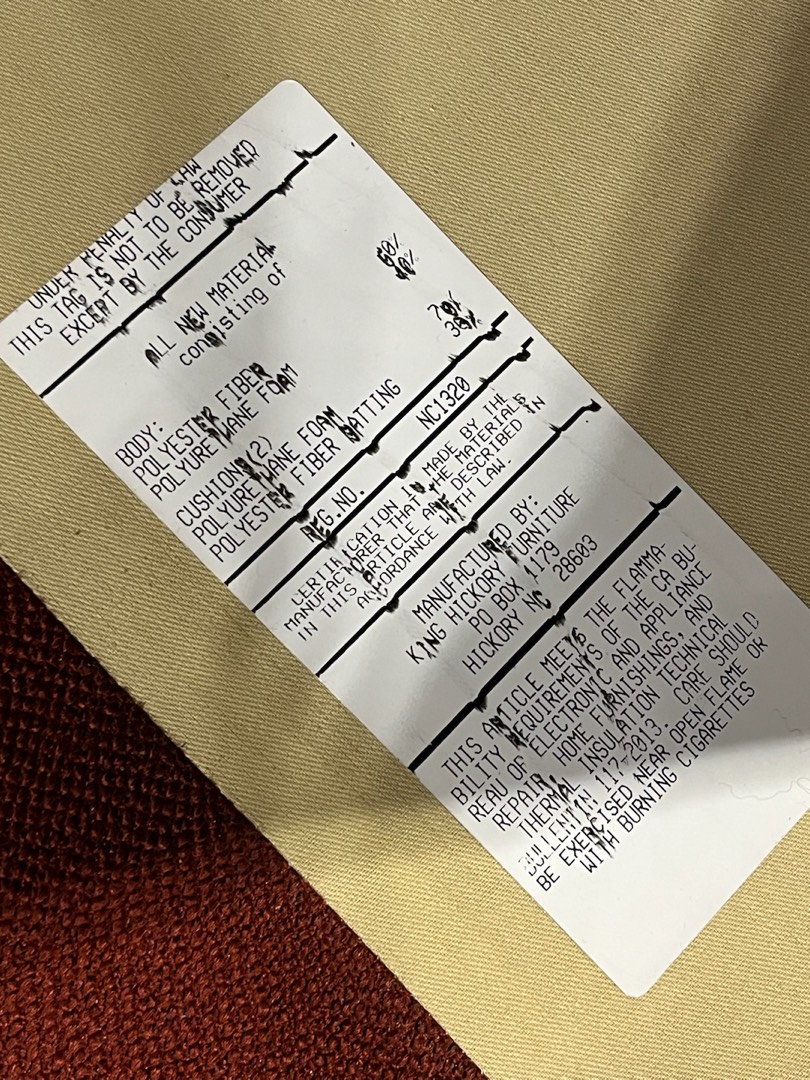 UNDER PENALTY OF LAW
THIS TAG IS NOT TO BE REMOVED
EXCEPT BY THE CONSUMER
ALL NEW MATERIAL
consisting of
BODY:
POLYESTER FIBER 60%
POLYURETHANE FOAM 40%
CUSHION (2)
POLYURETHANE FOAM 70%
POLYESTER FIBER BATTING 30%
REG.NO. NC1320
CERTIFICATION IS MADE BY THE
MANUFACTURER THAT THE MATERIALS
IN THIS ARTICLE ARE DESCRIBED IN
ACCORDANCE WITH LAW.
MANUFACTURED BY:
KING HICKORY FURNITURE
PO BOX 1179
HICKORY NC 28603
THIS ARTICLE MEETS THE FLAMMA-
BILITY REQUIREMENTS OF THE CA BU-
REAU OF ELECTRONIC AND APPLIANCE
REPAIR, HOME FURNISHINGS, AND
THERMAL INSULATION TECHNICAL
BULLETIN 117-2013. CARE SHOULD
BE EXERCISED NEAR OPEN FLAME OR
WITH BURNING CIGARETTES